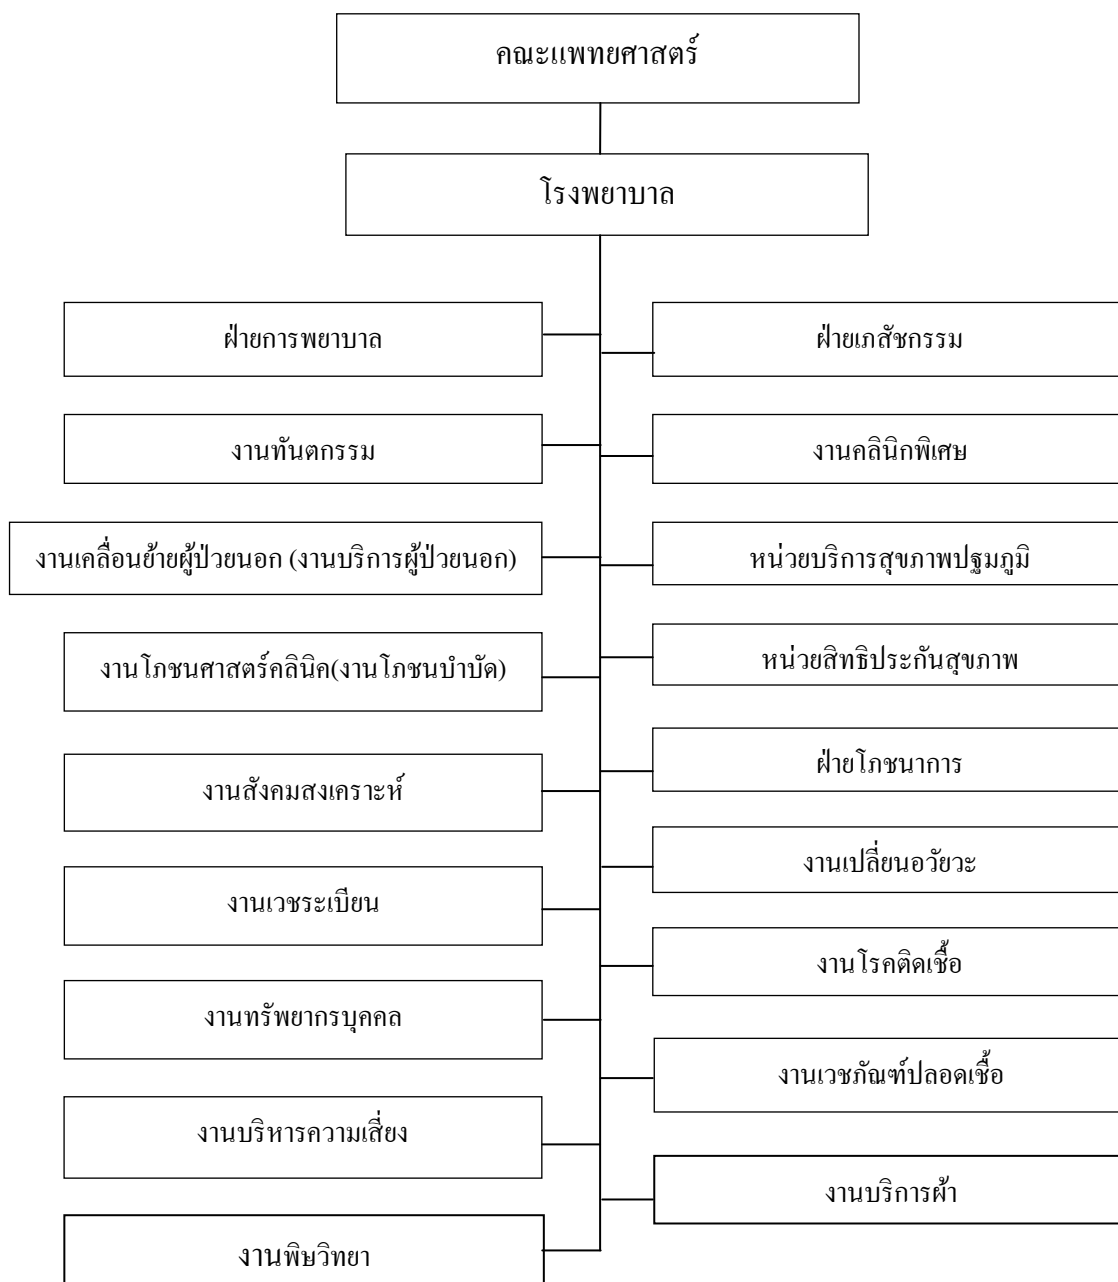 คณะแพทยศาสตร์
โรงพยาบาล
ฝ่ายการพยาบาล
ฝ่ายเภสัชกรรม
งานทันตกรรม
งานคลินิกพิเศษ
งานเคลื่อนย้ายผู้ป่วยนอก (งานบริการผู้ป่วยนอก)
หน่วยบริการสุขภาพปฐมภูมิ
งานโภชนศาสตร์คลินิค(งานโภชนบำบัด)
หน่วยสิทธิประกันสุขภาพ
งานสังคมสงเคราะห์
ฝ่ายโภชนาการ
งานเวชระเบียน
งานเปลี่ยนอวัยวะ
งานทรัพยากรบุคคล
งานโรคติดเชื้อ
งานบริหารความเสี่ยง
งานเวชภัณฑ์ปลอดเชื้อ
งานพิษวิทยา
งานบริการผ้า